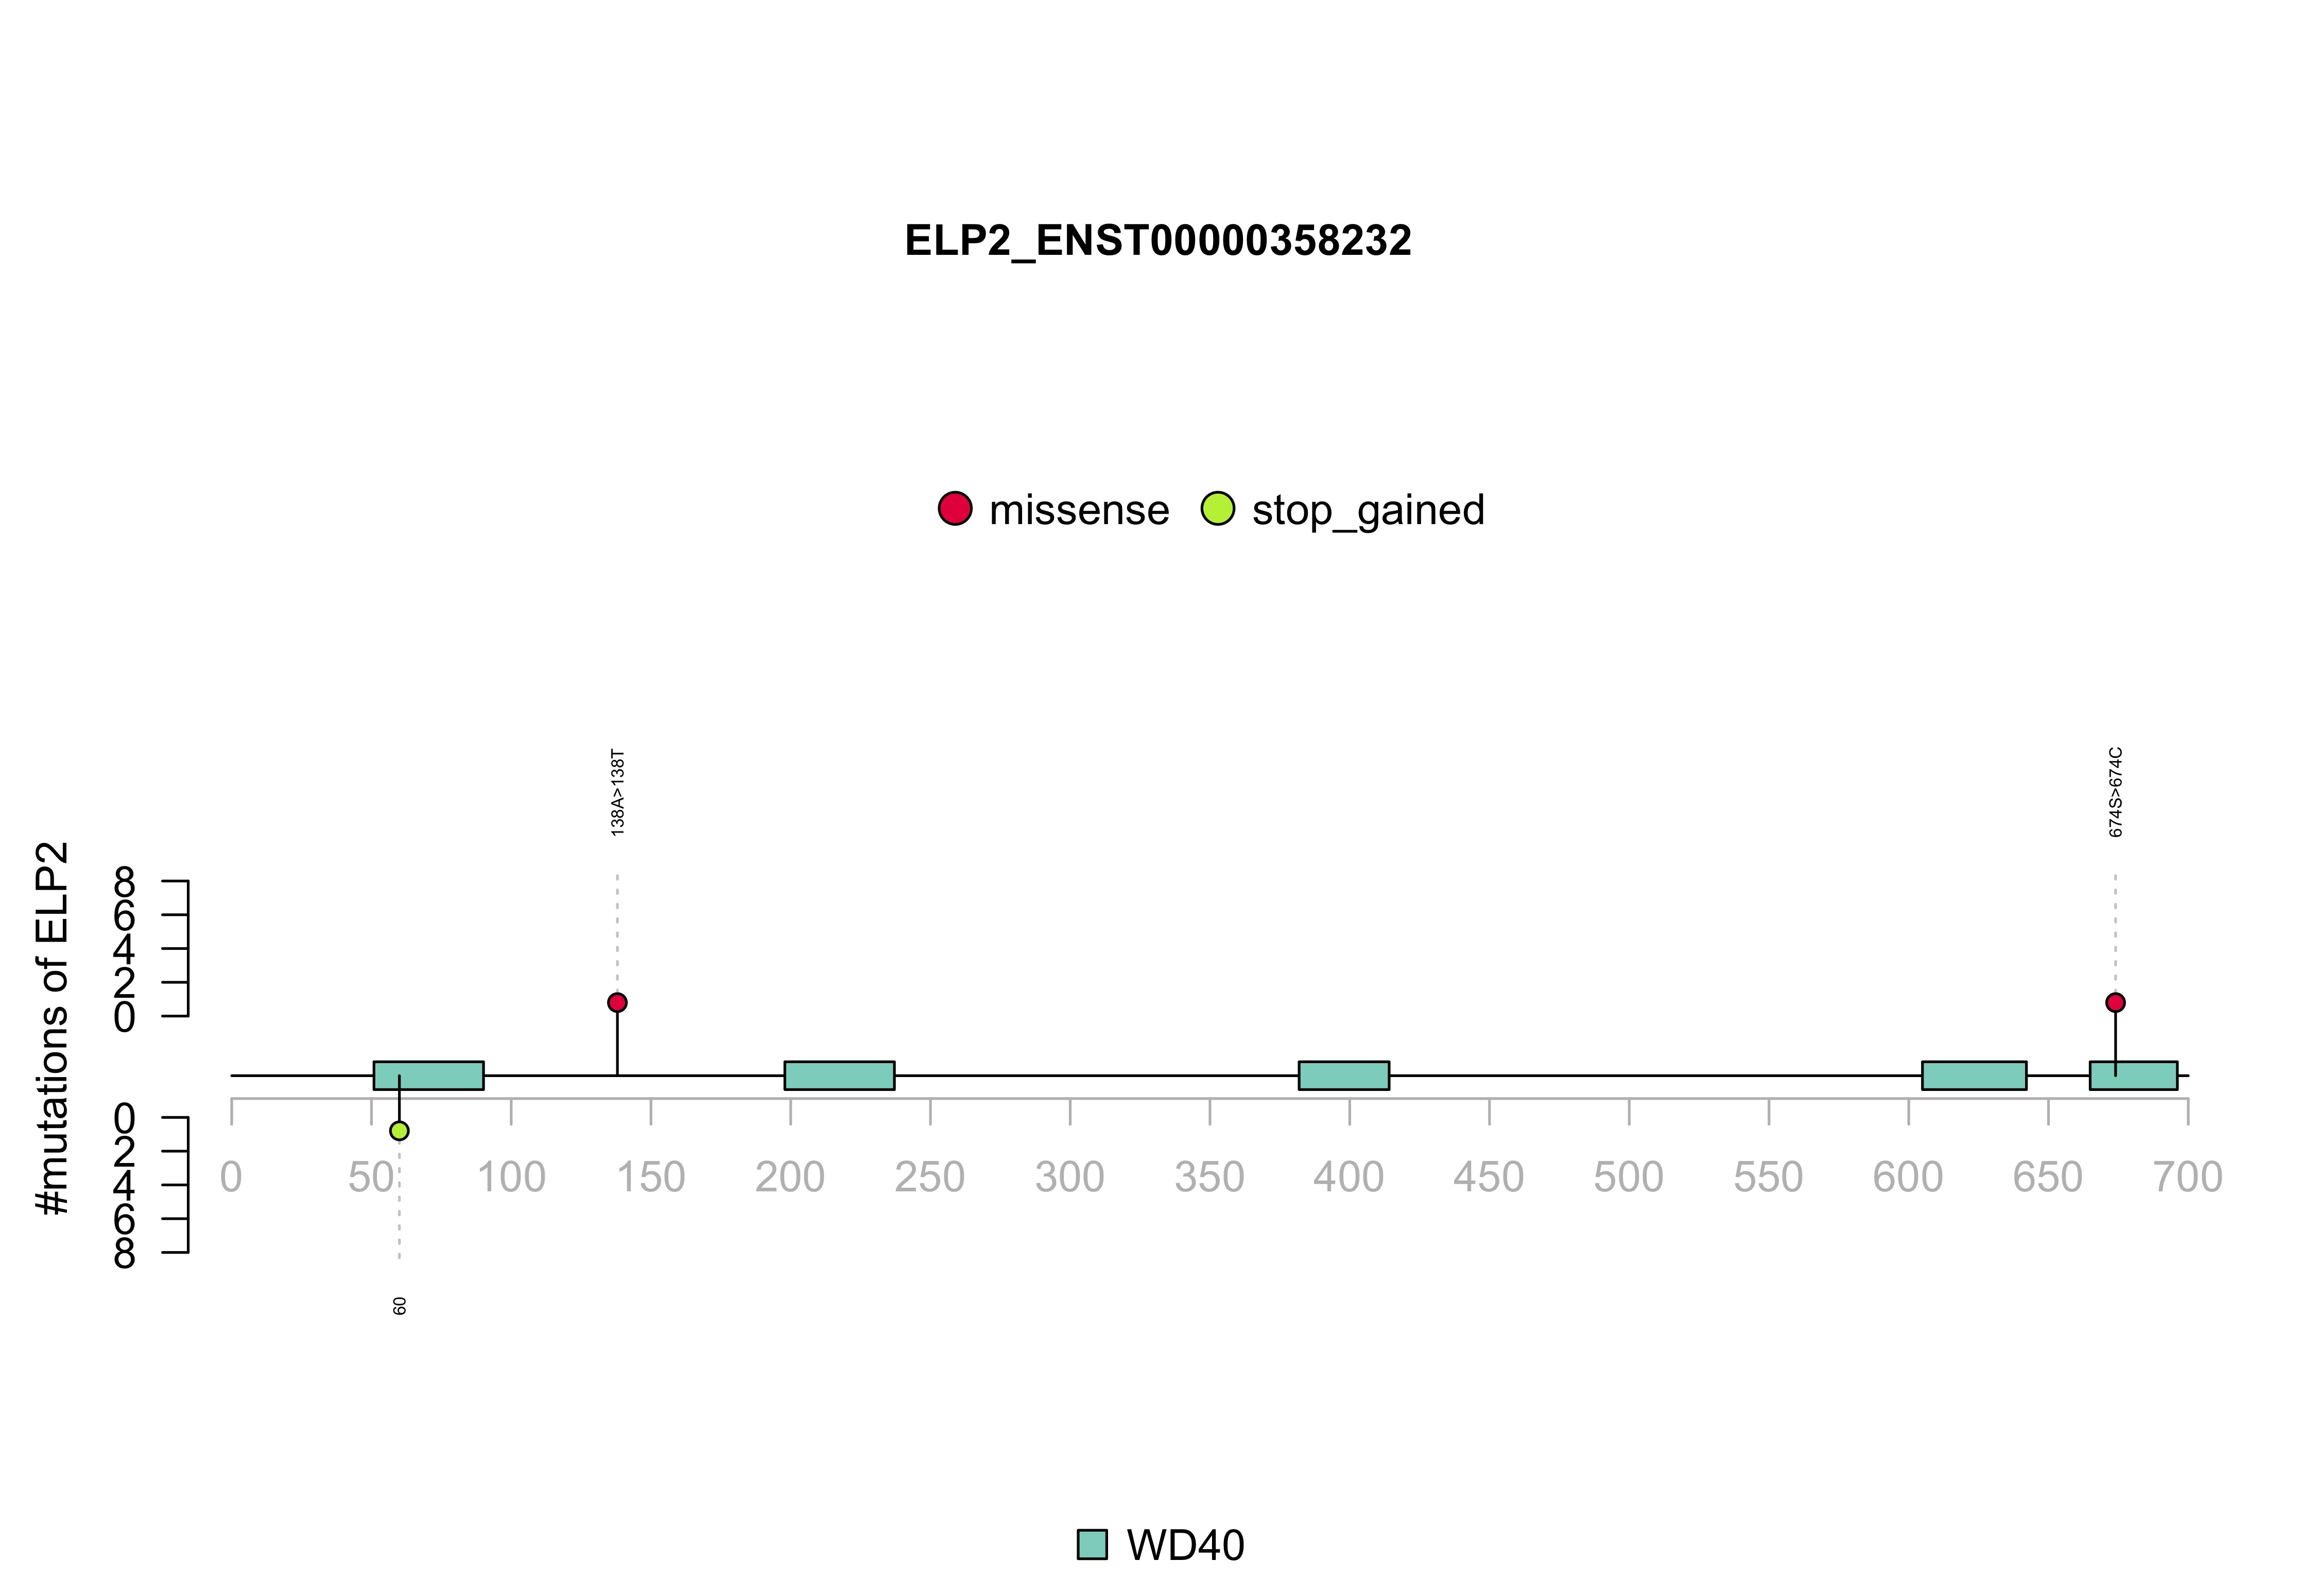 ELP2_ENST00000358232
missense stop_gained
138A>138T
674S>674C
#mutations of ELP2
8
6
4
2
0
0
2
4
6
8
0 50 100 150 200 250 300 350 400 450 500 550 600 650 700
60
WD40